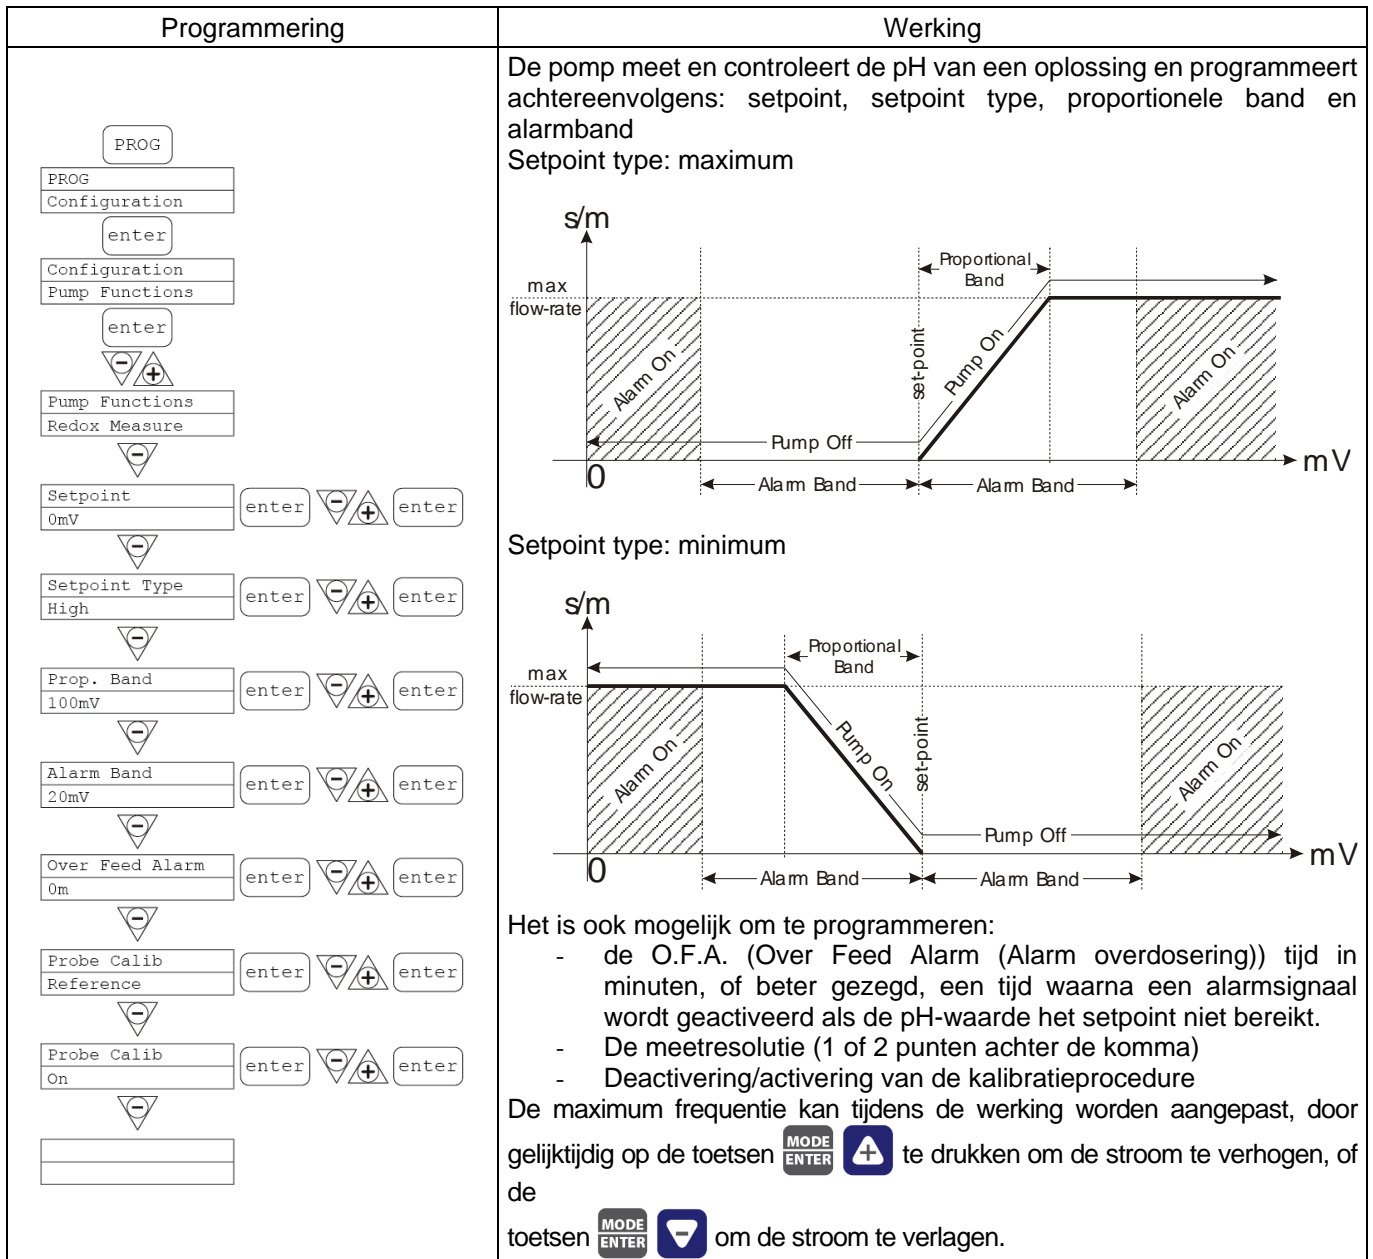 Programmering
Werking
PROG
PROG
Configuration
enter
Configuration
Pump Functions
enter
Pump Functions
Redox Measure
Setpoint
0mV
enter enter
Setpoint Type
High
enter enter
Prop. Band
100mV
enter enter
Alarm Band
20mV
enter enter
Over Feed Alarm
0m
enter enter
Probe Calib
Reference
enter enter
Probe Calib
On
enter enter
De pomp meet en controleert de pH van een oplossing en programmeert
achtereenvolgens: setpoint, setpoint type, proportionele band en
alarmband
Setpoint type: maximum
s/m
max
flow-rate
Proportional
Band
Alarm On
set-point
Pump On
Alarm On
Pump Off
0
Alarm Band
Alarm Band
mV
Setpoint type: minimum
s/m
max
flow-rate
Proportional
Band
Alarm On
Pump On
set-point
Alarm On
Pump Off
0
Alarm Band
Alarm Band
mV
Het is ook mogelijk om te programmeren:
- de O.F.A. (Over Feed Alarm (Alarm overdosering)) tijd in
minuten, of beter gezegd, een tijd waarna een alarmsignaal
wordt geactiveerd als de pH-waarde het setpoint niet bereikt.
- De meetresolutie (1 of 2 punten achter de komma)
- Deactivering/activering van de kalibratieprocedure
De maximum frequentie kan tijdens de werking worden aangepast, door
gelijktijdig op de toetsen MODE ENTER te drukken om de stroom te verhogen, of
de
toetsen MODE ENTER om de stroom te verlagen.